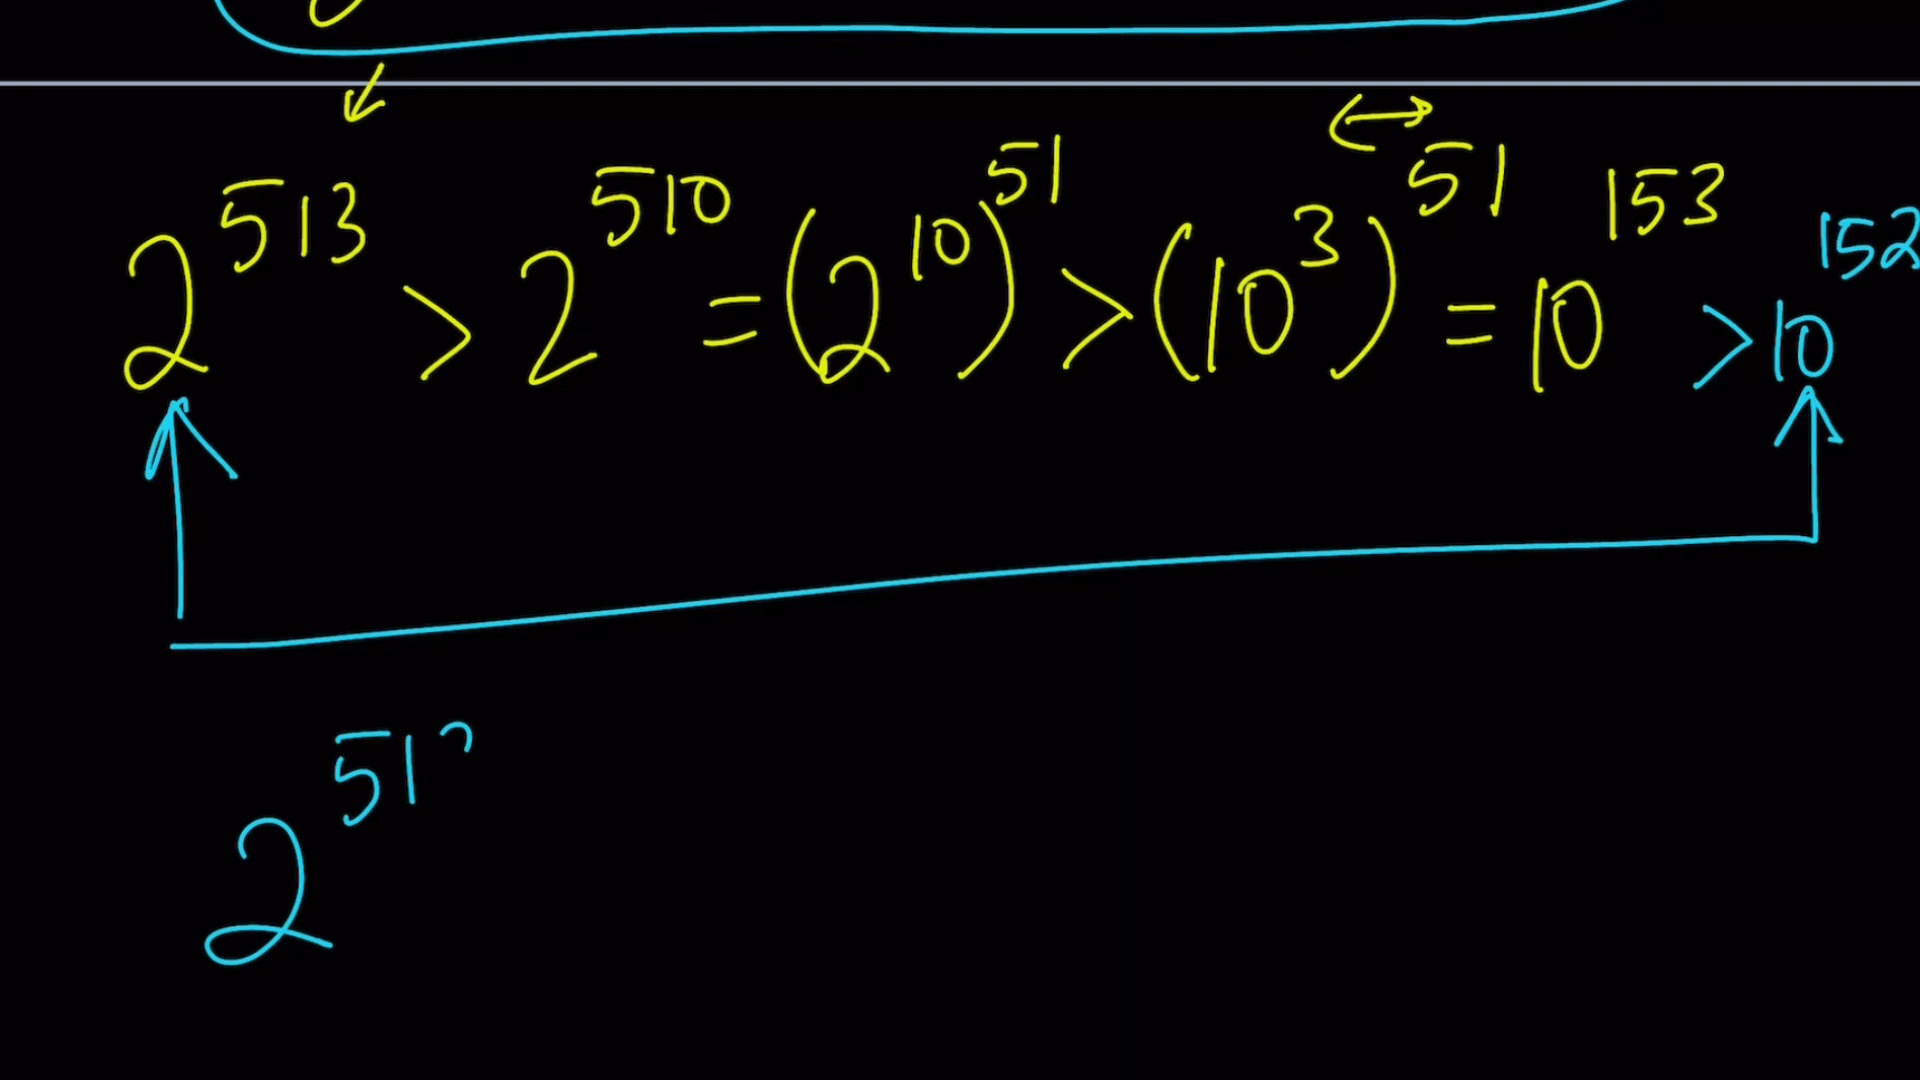 2^513 > 2^510 = (2^10)^51 > (10^3)^51 = 10^153 > 10^152
2^51